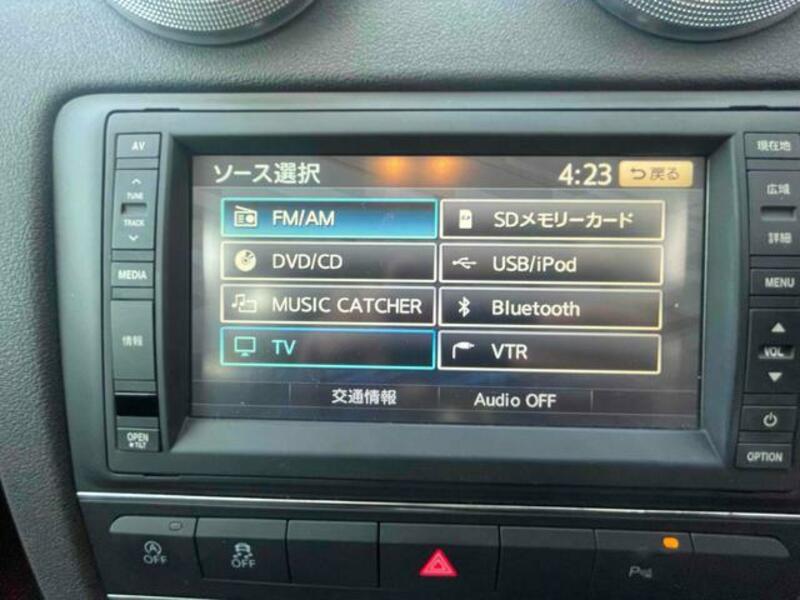 AV
TUNE
TRACK
MEDIA
情報
OPEN
TILT
ソース選択
4:23
戻る
FM/AM
SDメモリーカード
DVD/CD
USB/iPod
MUSIC CATCHER
Bluetooth
TV
VTR
交通情報
Audio OFF
現在地
広域
詳細
MENU
VOL
OPTION
A OFF
OFF
P